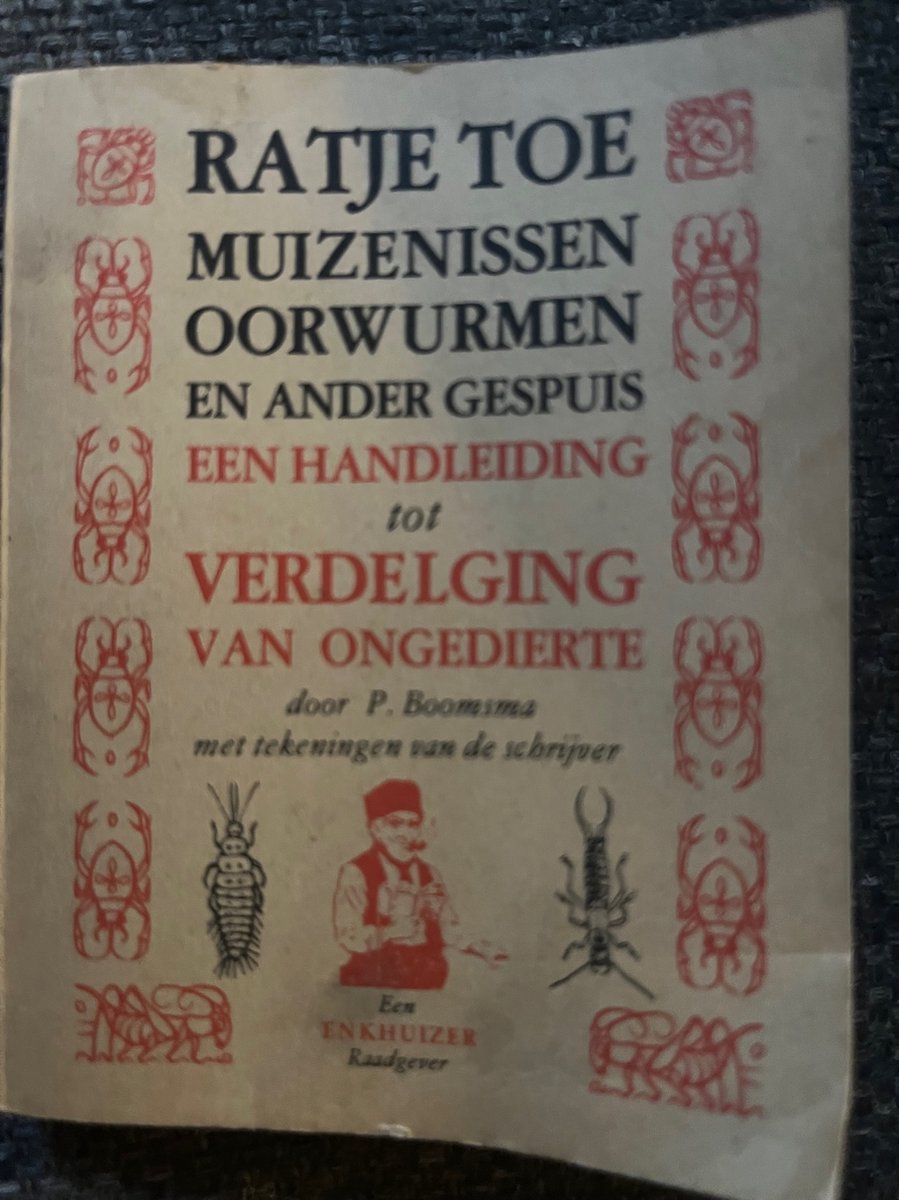 RATJE TOE
MUIZENISSEN
OORWURMEN
EN ANDER GESPUIS
EEN HANDLEIDING
tot
VERDELGING
VAN ONGEDIERTE
door P. Boomsma
met tekeningen van de schrijver
Een
ENKHUIZER
Raadgever